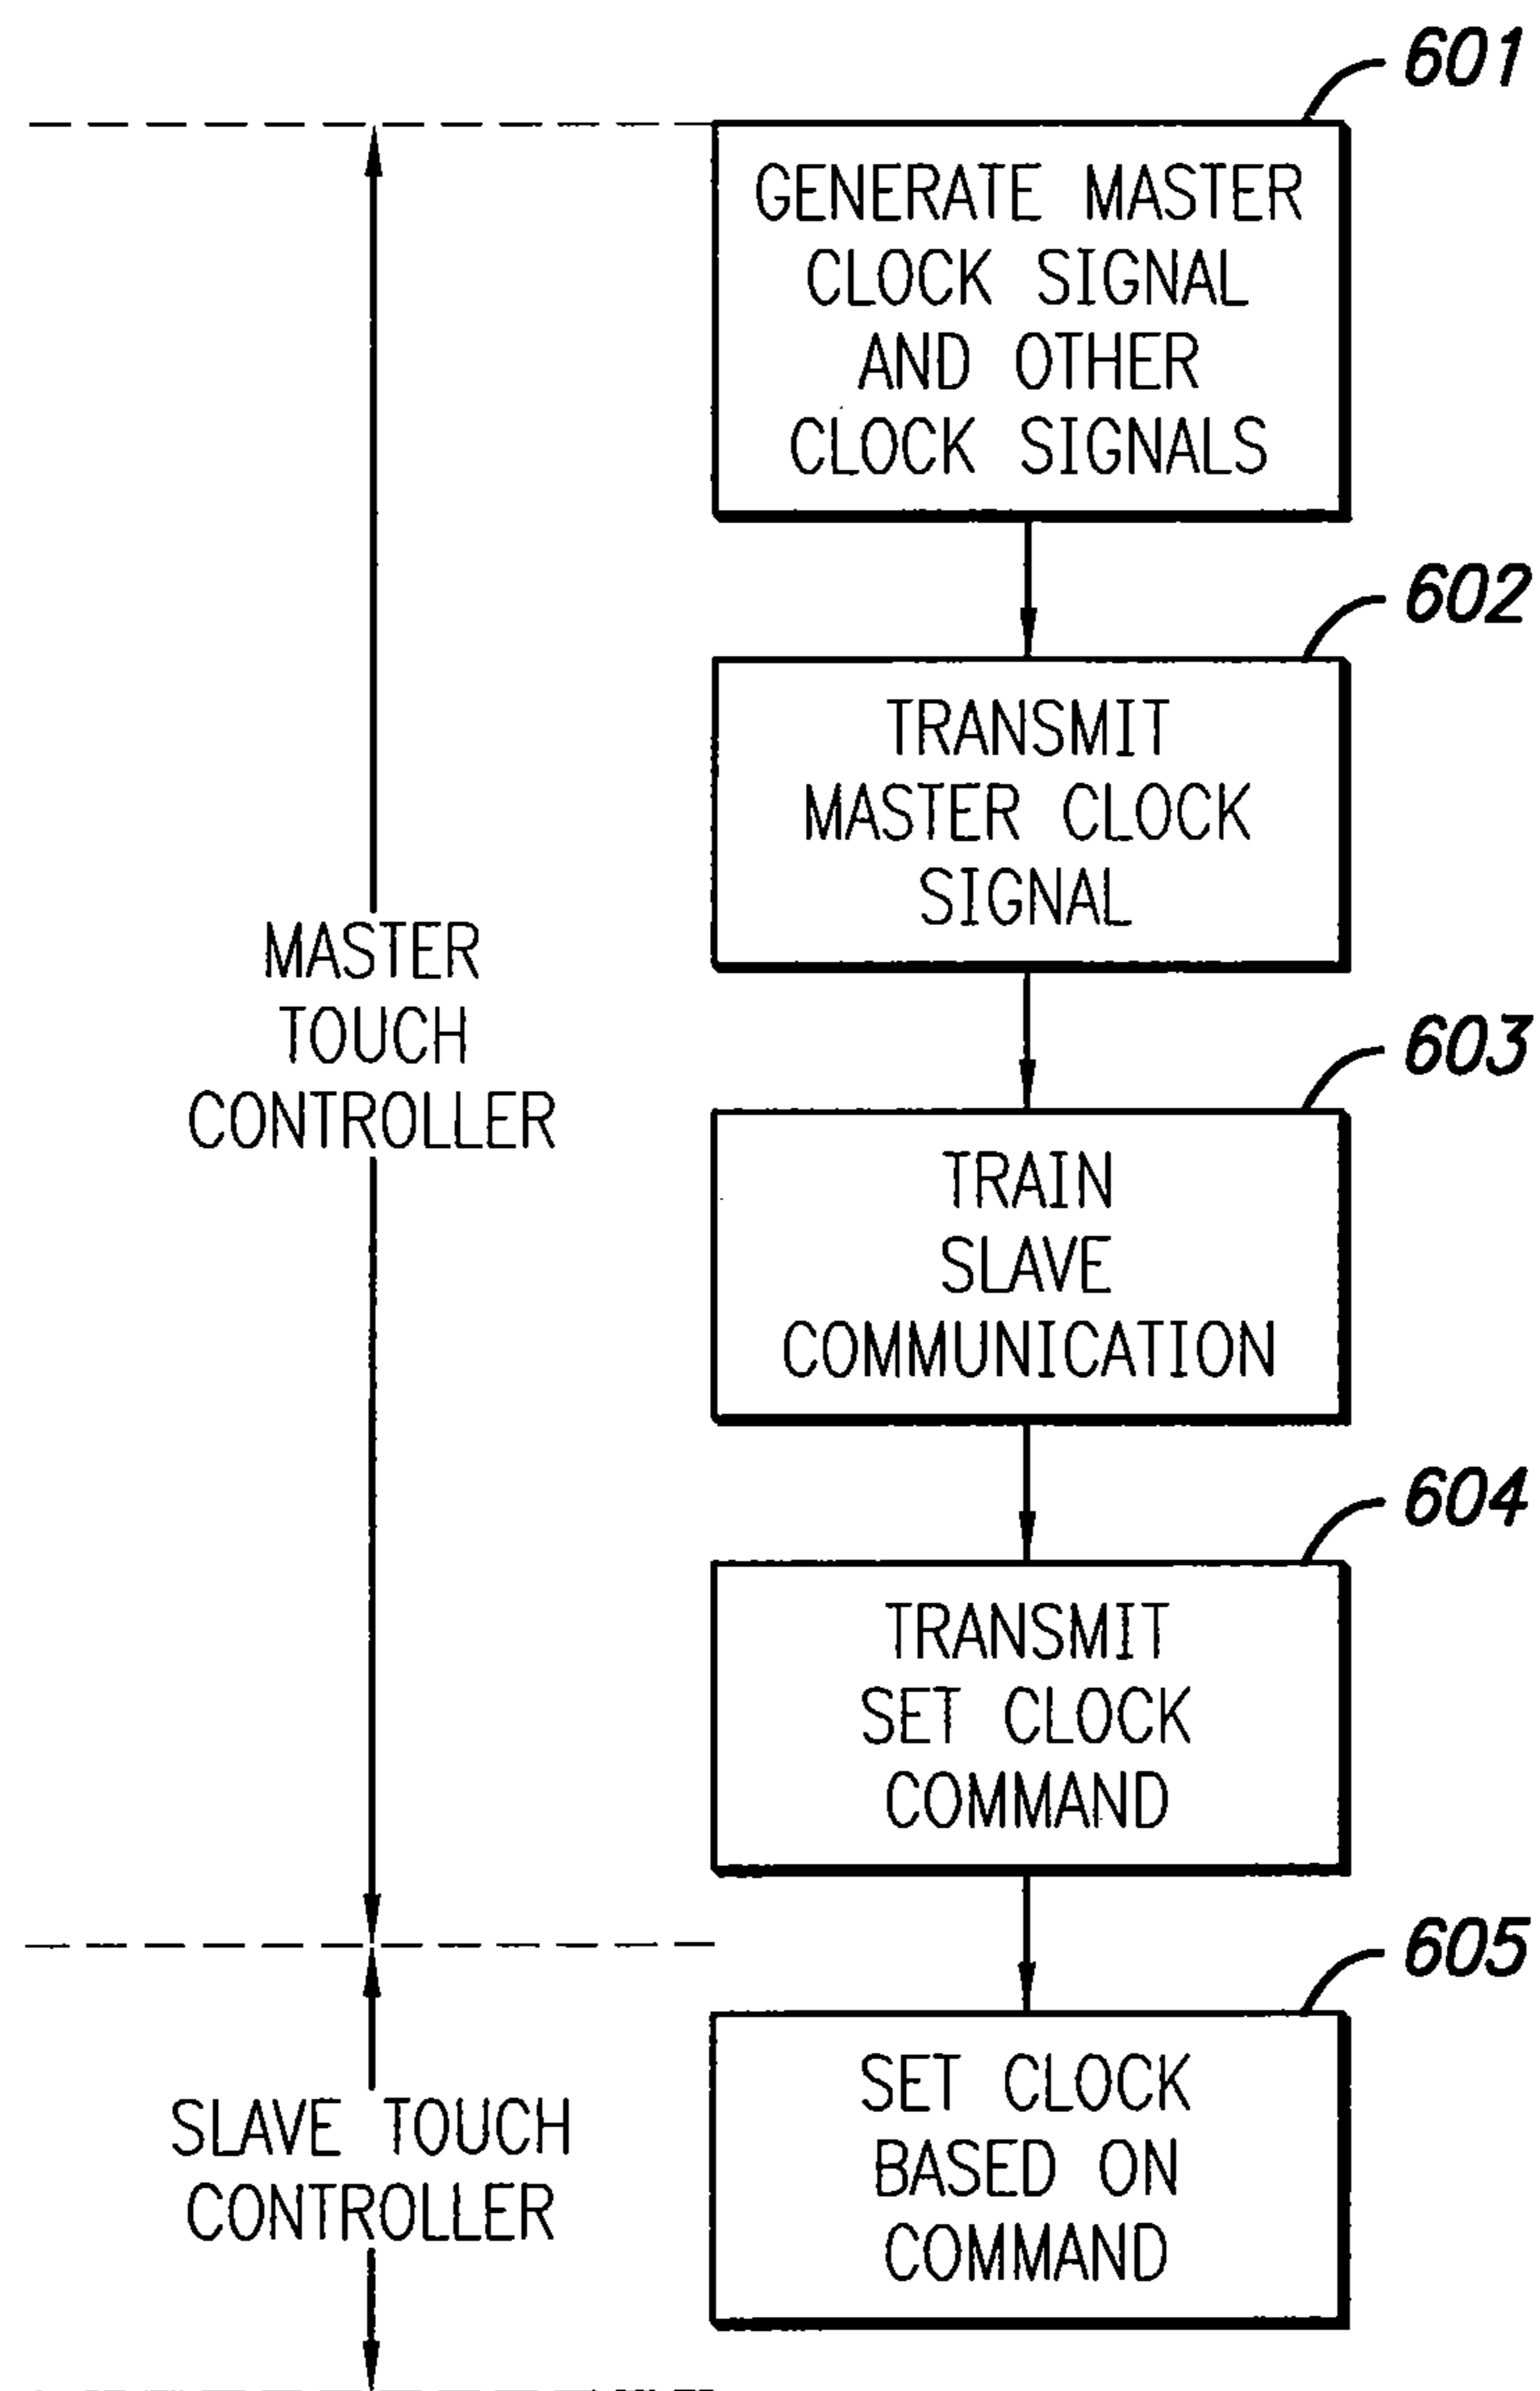 601
GENERATE MASTER
CLOCK SIGNAL
AND OTHER
CLOCK SIGNALS
602
TRANSMIT
MASTER CLOCK
SIGNAL
MASTER
TOUCH
CONTROLLER
603
TRAIN
SLAVE
COMMUNICATION
604
TRANSMIT
SET CLOCK
COMMAND
605
SET CLOCK
BASED ON
COMMAND
SLAVE TOUCH
CONTROLLER